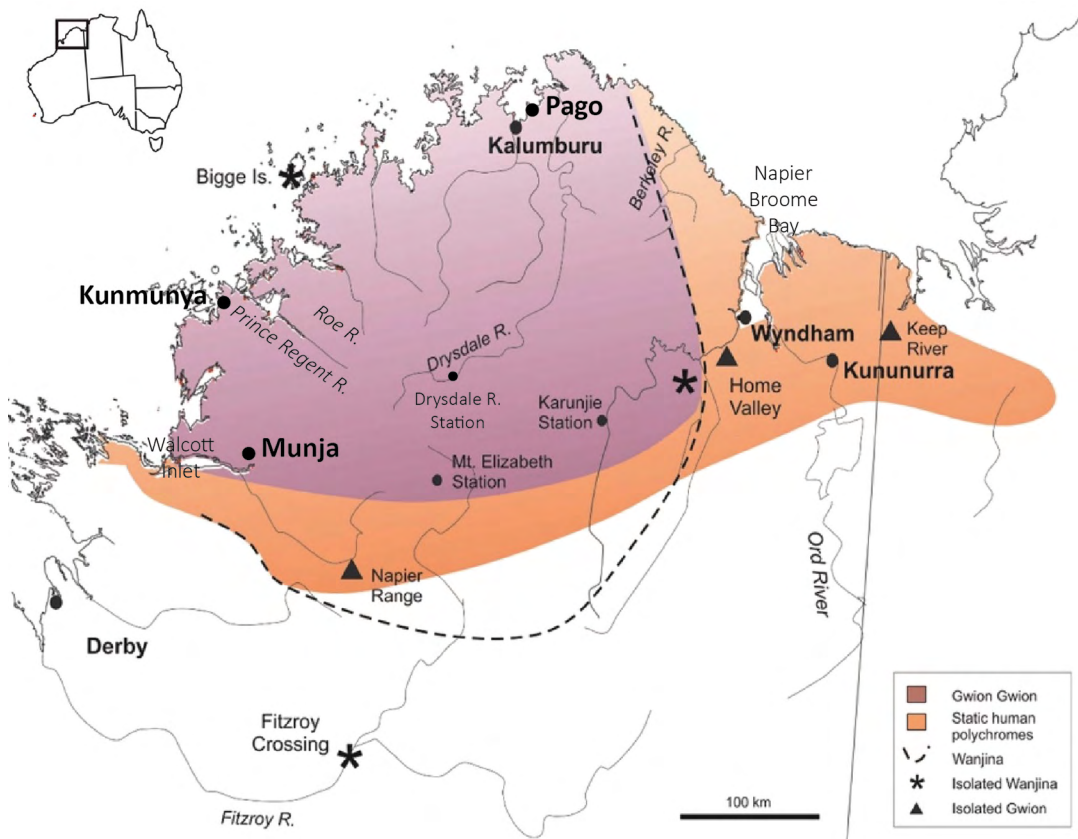 Pago
Kalumburu
Bigge Is.
Berkeley R.
Napier
Broome
Bay
Kunmunya
Prince Regent R.
Roe R.
Drysdale R.
Drysdale R.
Station
Wyndham
Keep
River
Kununurra
Home
Valley
Karunjie
Station
Walcott
Inlet
Munja
Mt. Elizabeth
Station
Napier
Range
Ord River
Derby
Fitzroy
Crossing
Fitzroy R.
100 km
Gwion Gwion
Static human
polychromes
Wanjina
Isolated Wanjina
Isolated Gwion